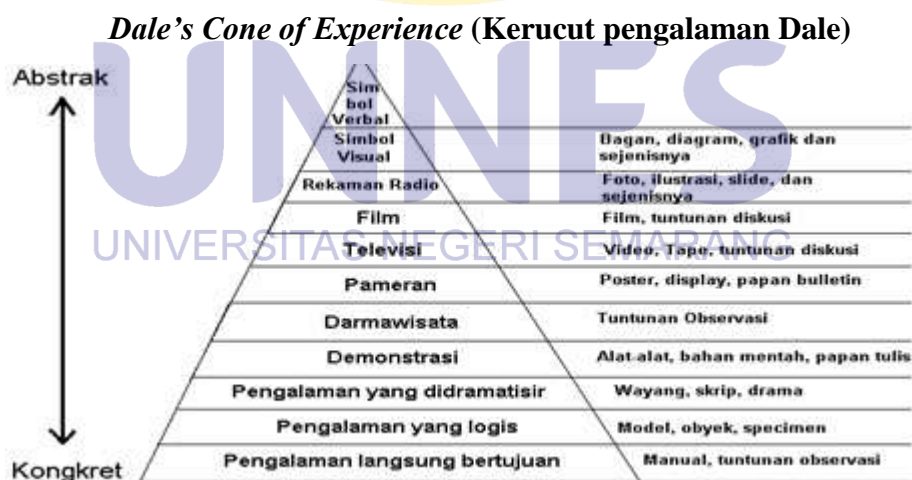 Dale's Cone of Experience (Kerucut pengalaman Dale)
UNNES
UNIVERSITAS NEGERI SEMARANG
Abstrak
Sim
bol
Verbal
Simbol
Visual
Bagan, diagram, grafik dan
sejenisnya
Rekaman Radio
Foto, ilustrasi, slide, dan
sejenisnya
Film
Film, tuntunan diskusi
Televisi
Video, Tape, tuntunan diskusi
Pameran
Poster, display, papan bulletin
Darmawisata
Tuntunan Observasi
Demonstrasi
Alat-alat, bahan mentah, papan tulis
Pengalaman yang didramatisir
Wayang, skrip, drama
Pengalaman yang logis
Model, obyek, specimen
Pengalaman langsung bertujuan
Manual, tuntunan observasi
Kongkret